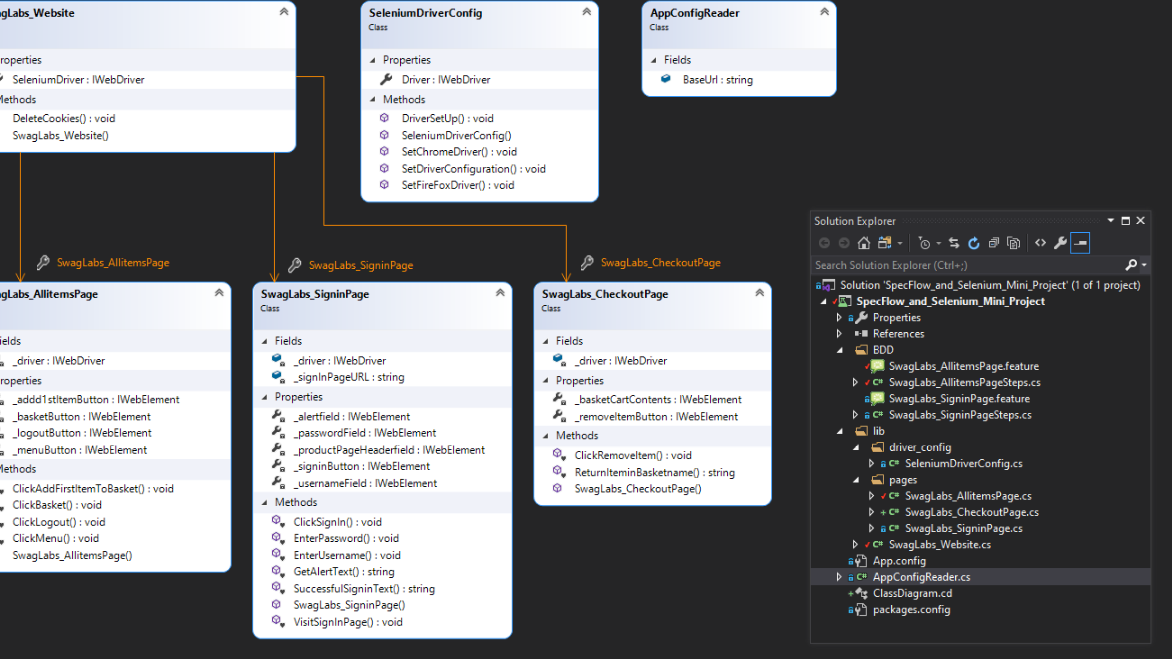 agLabs_Website
roperties
SeleniumDriver : IWebDriver
Methods
DeleteCookies() : void
SwagLabs_Website()
SeleniumDriverConfig
Class
Properties
Driver : IWebDriver
Methods
DriverSetUp() : void
SeleniumDriverConfig()
SetChromeDriver() : void
SetDriverConfiguration() : void
SetFireFoxDriver() : void
AppConfigReader
Class
Fields
BaseUrl : string
SwagLabs_AllitemsPage
SwagLabs_SigninPage
SwagLabs_CheckoutPage
agLabs_AllitemsPage
ields
_driver : IWebDriver
roperties
_addd1stItemButton : IWebElement
_basketButton : IWebElement
_logoutButton : IWebElement
_menuButton : IWebElement
Methods
ClickAddFirstItemToBasket() : void
ClickBasket() : void
ClickLogout() : void
ClickMenu() : void
SwagLabs_AllitemsPage()
SwagLabs_SigninPage
Class
Fields
_driver : IWebDriver
_signInPageURL : string
Properties
_alertfield : IWebElement
_passwordField : IWebElement
_productPageHeaderfield : IWebElement
_signinButton : IWebElement
_usernameField : IWebElement
Methods
ClickSignIn() : void
EnterPassword() : void
EnterUsername() : void
GetAlertText() : string
SuccessfulSigninText() : string
SwagLabs_SigninPage()
VisitSignInPage() : void
SwagLabs_CheckoutPage
Class
Fields
_driver : IWebDriver
Properties
_basketCartContents : IWebElement
_removeItemButton : IWebElement
Methods
ClickRemoveItem() : void
ReturnIteminBasketname() : string
SwagLabs_CheckoutPage()
Solution Explorer
Search Solution Explorer (Ctrl+;)
Solution 'SpecFlow_and_Selenium_Mini_Project' (1 of 1 project)
SpecFlow_and_Selenium_Mini_Project
Properties
References
BDD
SwagLabs_AllitemsPage.feature
C# SwagLabs_AllitemsPageSteps.cs
SwagLabs_SigninPage.feature
C# SwagLabs_SigninPageSteps.cs
lib
driver_config
C# SeleniumDriverConfig.cs
pages
C# SwagLabs_AllitemsPage.cs
C# SwagLabs_CheckoutPage.cs
C# SwagLabs_SigninPage.cs
C# SwagLabs_Website.cs
App.config
C# AppConfigReader.cs
ClassDiagram.cd
packages.config